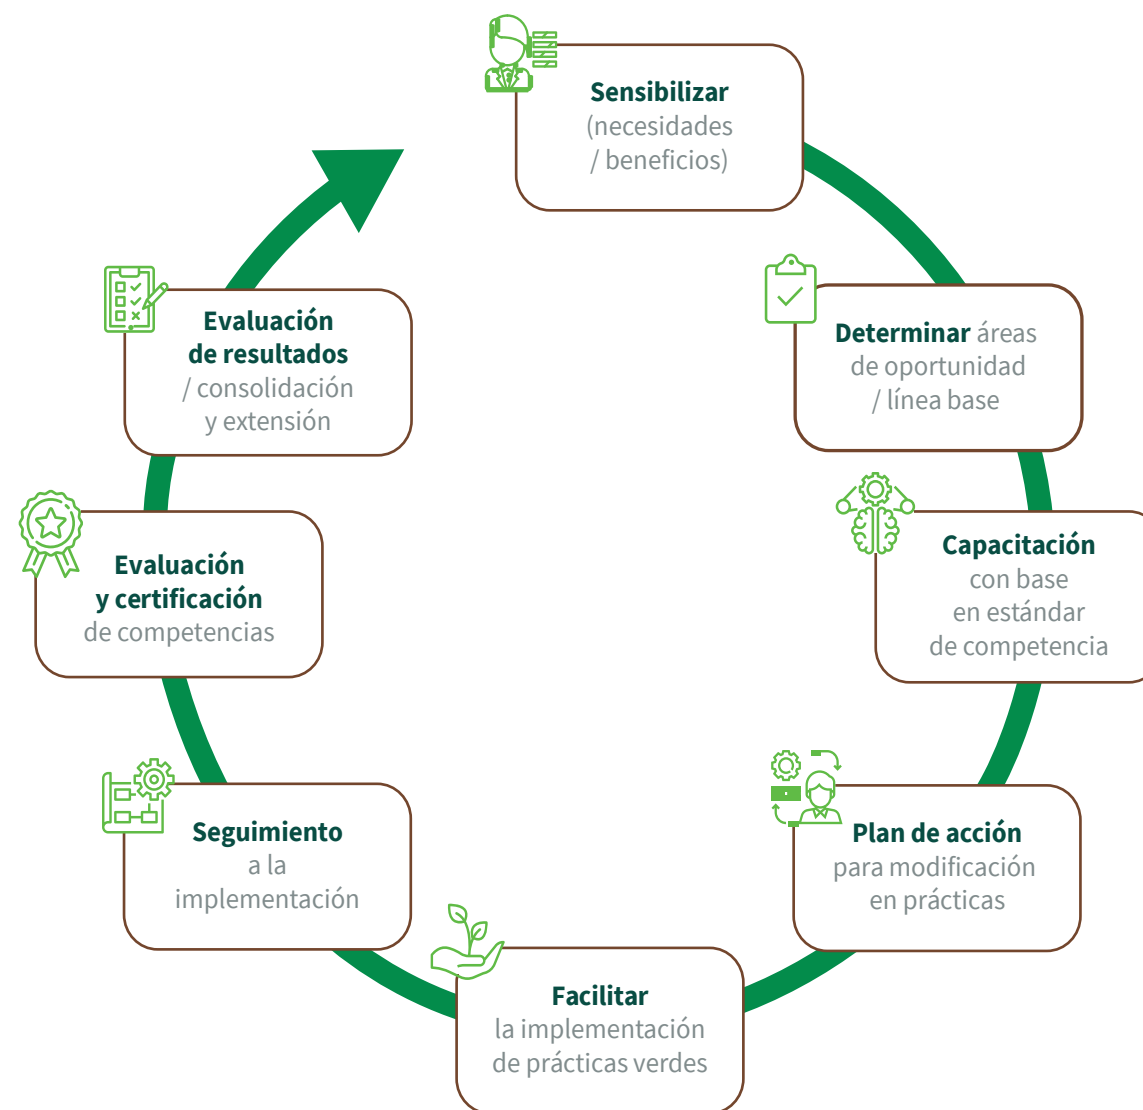 Sensibilizar
(necesidades
/ beneficios)
Determinar áreas
de oportunidad
/ línea base
Capacitación
con base
en estándar
de competencia
Plan de acción
para modificación
en prácticas
Facilitar
la implementación
de prácticas verdes
Seguimiento
a la
implementación
Evaluación
y certificación
de competencias
Evaluación
de resultados
/ consolidación
y extensión